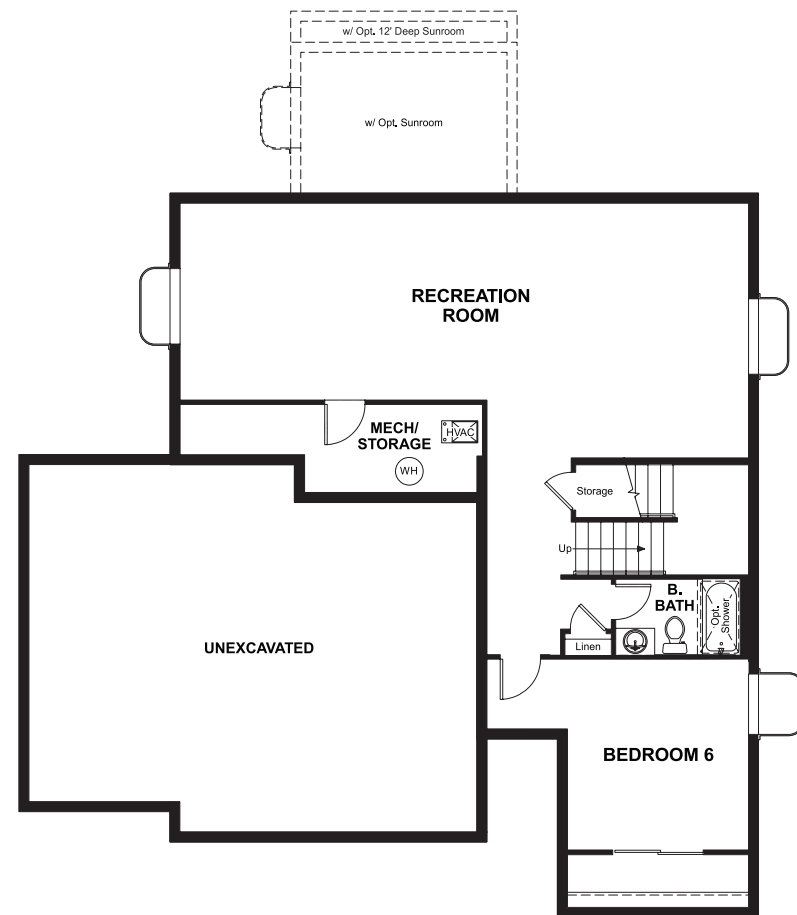 w/ Opt. 12' Deep Sunroom
w/ Opt. Sunroom
RECREATION
ROOM
MECH/
STORAGE
HVAC
WH
Storage
Up
B.
BATH
Opt.
Shower
Linen
UNEXCAVATED
BEDROOM 6